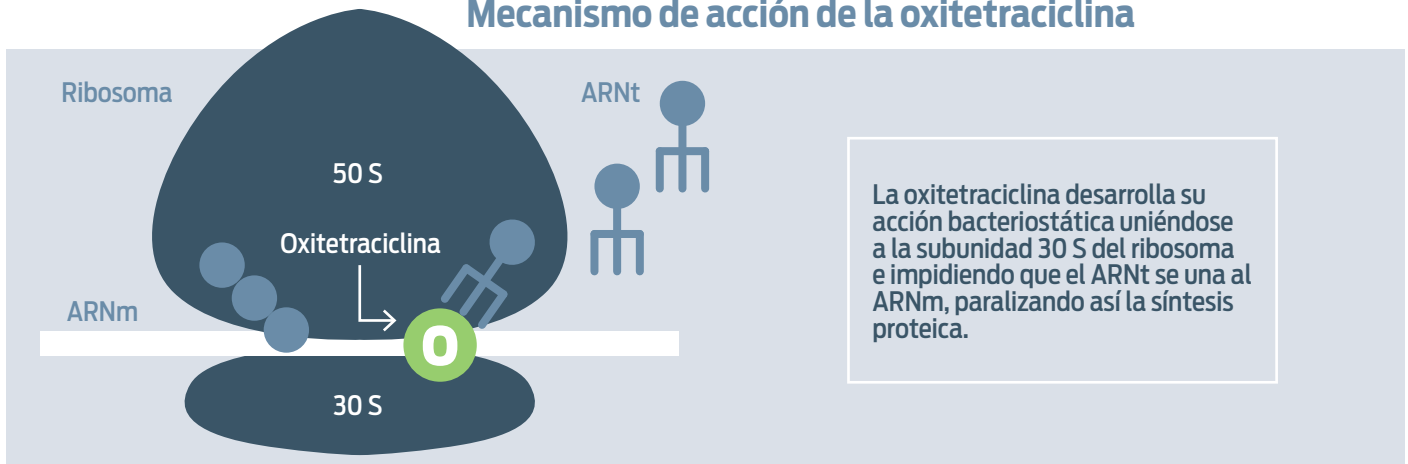 Mecanismo de acción de la oxitetraciclina
Ribosoma
ARNt
50 S
Oxitetraciclina
ARNm
O
30 S
La oxitetraciclina desarrolla su
acción bacteriostática uniéndose
a la subunidad 30 S del ribosoma
e impidiendo que el ARNt se una al
ARNm, paralizando así la síntesis
proteica.